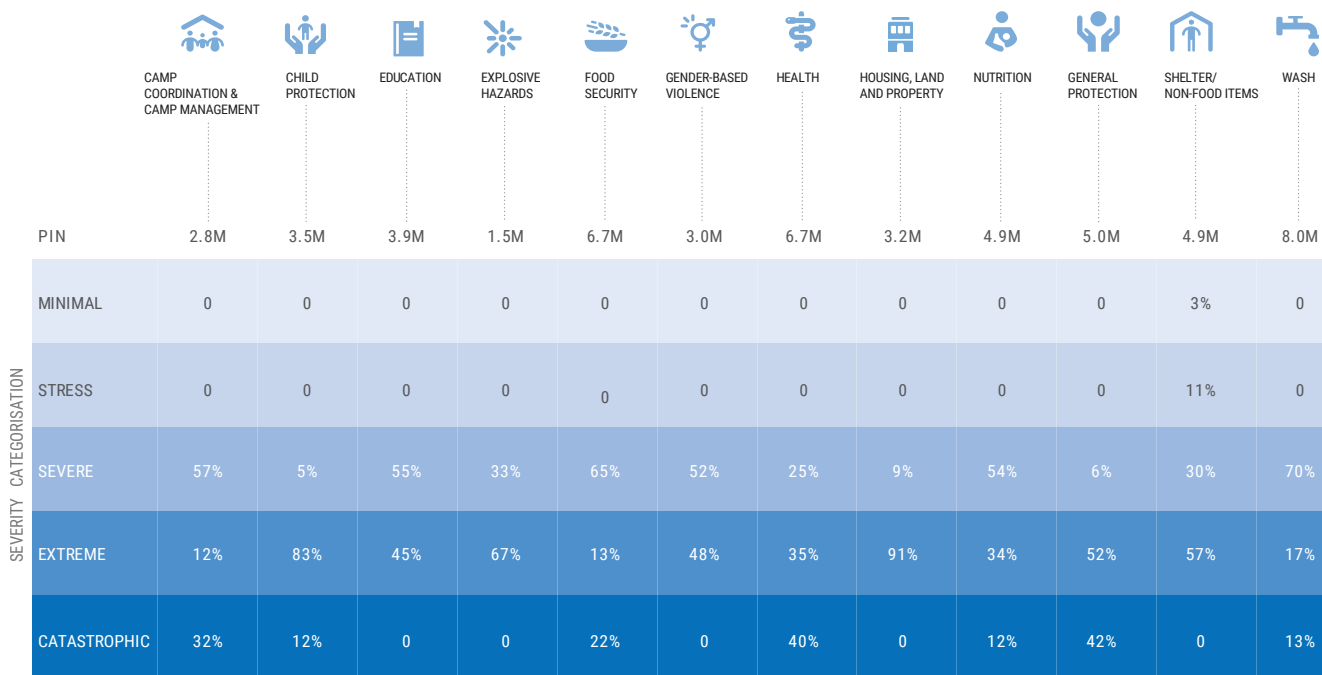 CAMP
COORDINATION &
CAMP MANAGEMENT
CHILD
PROTECTION
EDUCATION
EXPLOSIVE
HAZARDS
FOOD
SECURITY
GENDER-BASED
VIOLENCE
HEALTH
HOUSING, LAND
AND PROPERTY
NUTRITION
GENERAL
PROTECTION
SHELTER/
NON-FOOD ITEMS
WASH
PIN 2.8M 3.5M 3.9M 1.5M 6.7M 3.0M 6.7M 3.2M 4.9M 5.0M 4.9M 8.0M
SEVERITY CATEGORISATION
MINIMAL 0 0 0 0 0 0 0 0 0 0 3% 0
STRESS 0 0 0 0 0 0 0 0 0 0 11% 0
SEVERE 57% 5% 55% 33% 65% 52% 25% 9% 54% 6% 30% 70%
EXTREME 12% 83% 45% 67% 13% 48% 35% 91% 34% 52% 57% 17%
CATASTROPHIC 32% 12% 0 0 22% 0 40% 0 12% 42% 0 13%